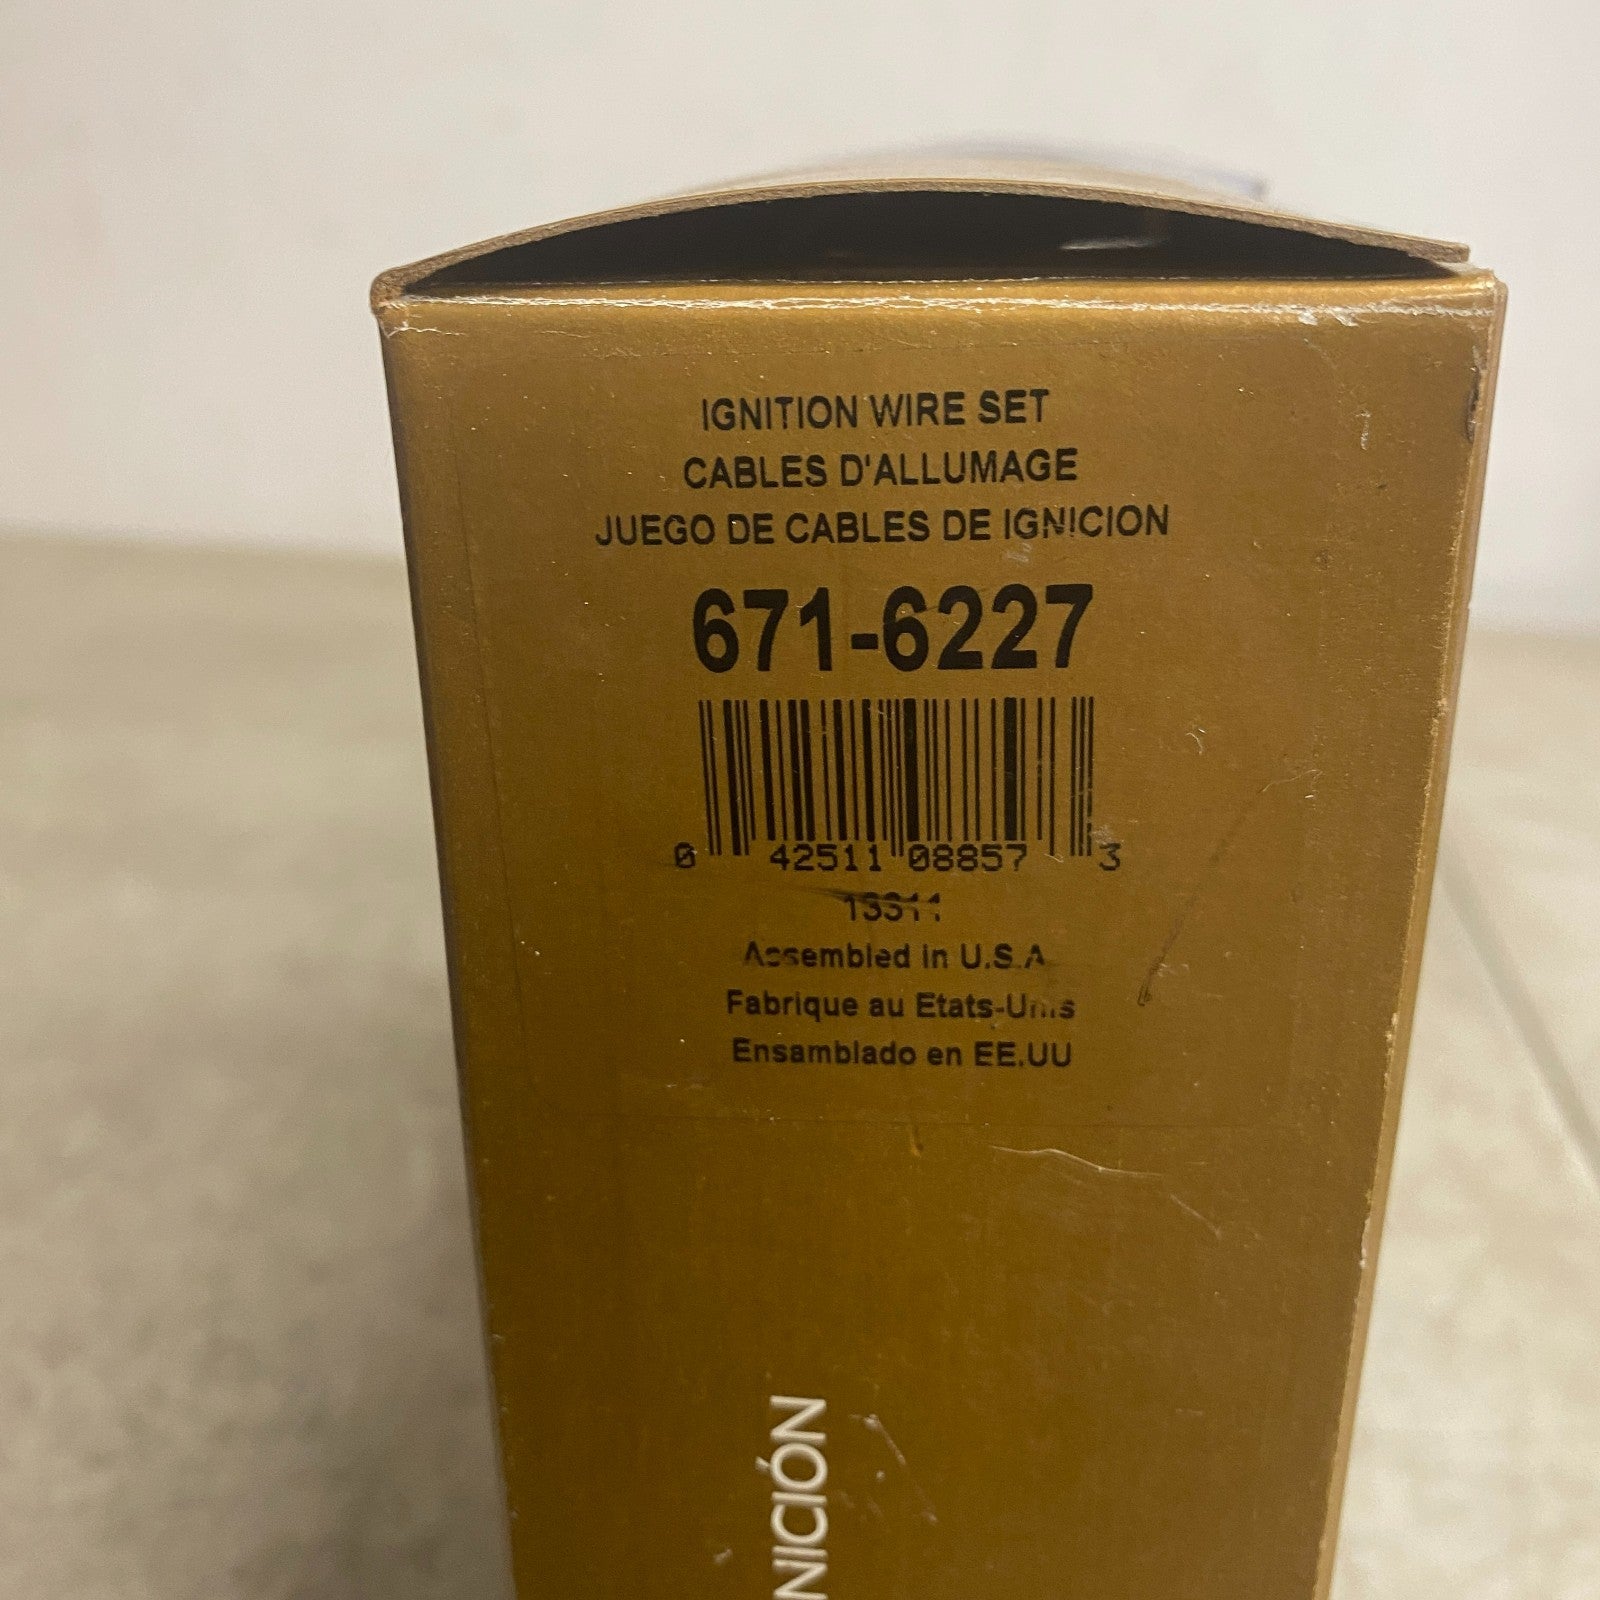 IGNITION WIRE SET
CABLES D'ALLUMAGE
JUEGO DE CABLES DE IGNICION
671-6227
0 42511 08857 3
13311
Assembled in U.S.A
Fabrique au Etats-Unis
Ensamblado en EE.UU
NICIÓN